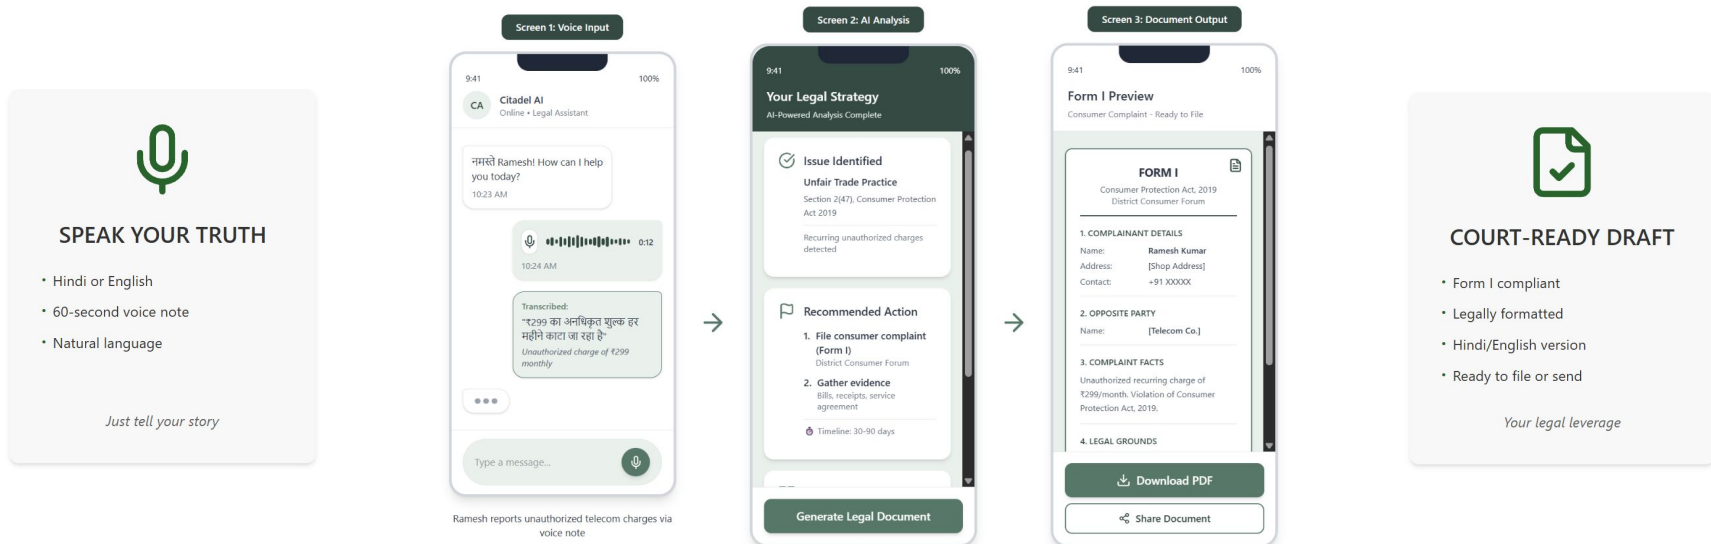 SPEAK YOUR TRUTH
• Hindi or English
• 60-second voice note
• Natural language
Just tell your story
Screen 1: Voice Input
9:41
100%
CA
Citadel AI
Online • Legal Assistant
नमस्ते Ramesh! How can I help
you today?
10:23 AM
0:12
10:24 AM
Transcribed:
"₹299 का अनधिकृत शुल्क हर
महीने काटा जा रहा है"
Unauthorized charge of ₹299
monthly
Type a message...
Ramesh reports unauthorized telecom charges via
voice note
Screen 2: AI Analysis
9:41
100%
Your Legal Strategy
AI-Powered Analysis Complete
Issue Identified
Unfair Trade Practice
Section 2(47), Consumer Protection
Act 2019
Recurring unauthorized charges
detected
Recommended Action
1. File consumer complaint
(Form I)
District Consumer Forum
2. Gather evidence
Bills, receipts, service
agreement
Timeline: 30-90 days
Generate Legal Document
Screen 3: Document Output
9:41
100%
Form I Preview
Consumer Complaint - Ready to File
FORM I
Consumer Protection Act, 2019
District Consumer Forum
1. COMPLAINANT DETAILS
Name: Ramesh Kumar
Address: [Shop Address]
Contact: +91 XXXXX
2. OPPOSITE PARTY
Name: [Telecom Co.]
3. COMPLAINT FACTS
Unauthorized recurring charge of
₹299/month. Violation of Consumer
Protection Act, 2019.
4. LEGAL GROUNDS
Download PDF
Share Document
COURT-READY DRAFT
• Form I compliant
• Legally formatted
• Hindi/English version
• Ready to file or send
Your legal leverage